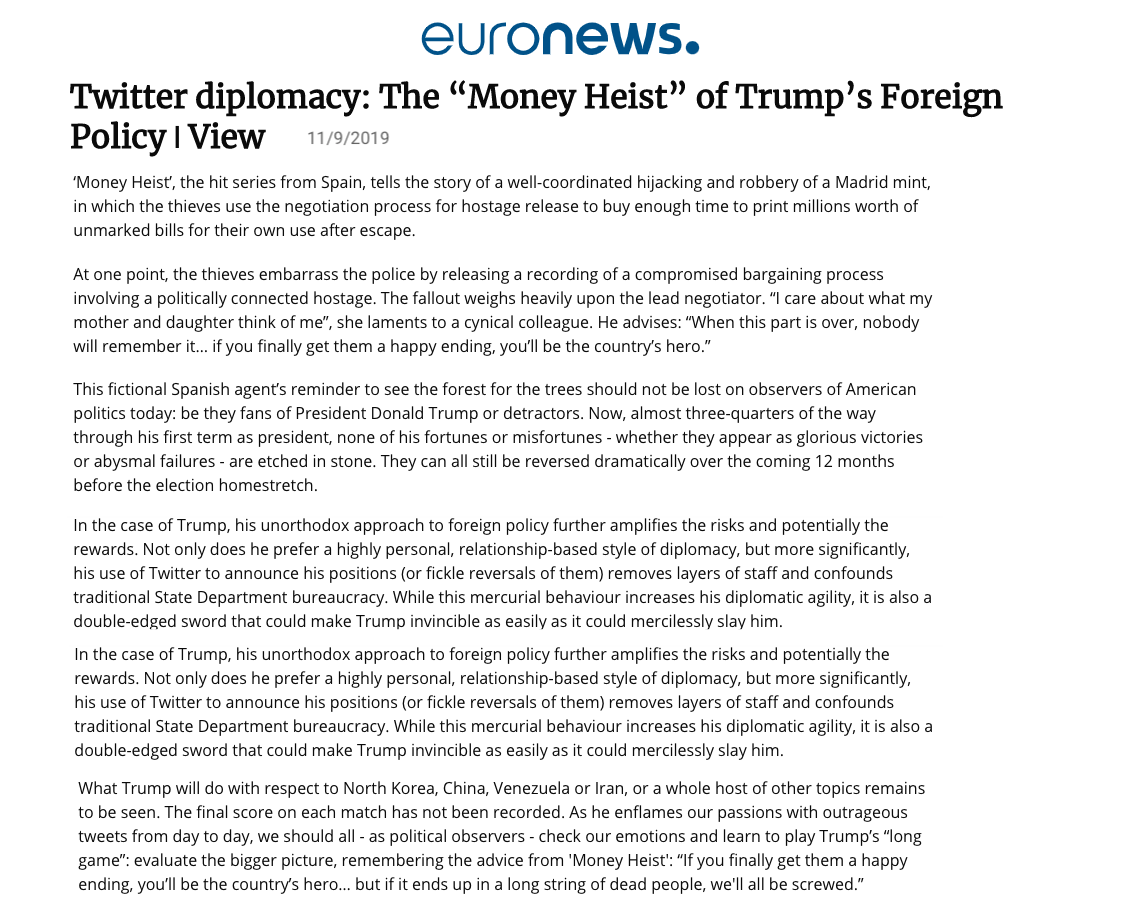 euronews.
Twitter diplomacy: The “Money Heist” of Trump’s Foreign
Policy | View 11/9/2019
‘Money Heist’, the hit series from Spain, tells the story of a well-coordinated hijacking and robbery of a Madrid mint,
in which the thieves use the negotiation process for hostage release to buy enough time to print millions worth of
unmarked bills for their own use after escape.
At one point, the thieves embarrass the police by releasing a recording of a compromised bargaining process
involving a politically connected hostage. The fallout weighs heavily upon the lead negotiator. “I care about what my
mother and daughter think of me”, she laments to a cynical colleague. He advises: “When this part is over, nobody
will remember it... if you finally get them a happy ending, you’ll be the country’s hero.”
This fictional Spanish agent’s reminder to see the forest for the trees should not be lost on observers of American
politics today: be they fans of President Donald Trump or detractors. Now, almost three-quarters of the way
through his first term as president, none of his fortunes or misfortunes - whether they appear as glorious victories
or abysmal failures - are etched in stone. They can all still be reversed dramatically over the coming 12 months
before the election homestretch.
In the case of Trump, his unorthodox approach to foreign policy further amplifies the risks and potentially the
rewards. Not only does he prefer a highly personal, relationship-based style of diplomacy, but more significantly,
his use of Twitter to announce his positions (or fickle reversals of them) removes layers of staff and confounds
traditional State Department bureaucracy. While this mercurial behaviour increases his diplomatic agility, it is also a
double-edged sword that could make Trump invincible as easily as it could mercilessly slay him.
In the case of Trump, his unorthodox approach to foreign policy further amplifies the risks and potentially the
rewards. Not only does he prefer a highly personal, relationship-based style of diplomacy, but more significantly,
his use of Twitter to announce his positions (or fickle reversals of them) removes layers of staff and confounds
traditional State Department bureaucracy. While this mercurial behaviour increases his diplomatic agility, it is also a
double-edged sword that could make Trump invincible as easily as it could mercilessly slay him.
What Trump will do with respect to North Korea, China, Venezuela or Iran, or a whole host of other topics remains
to be seen. The final score on each match has not been recorded. As he enflames our passions with outrageous
tweets from day to day, we should all - as political observers - check our emotions and learn to play Trump’s “long
game”: evaluate the bigger picture, remembering the advice from 'Money Heist': “If you finally get them a happy
ending, you’ll be the country’s hero... but if it ends up in a long string of dead people, we'll all be screwed.”